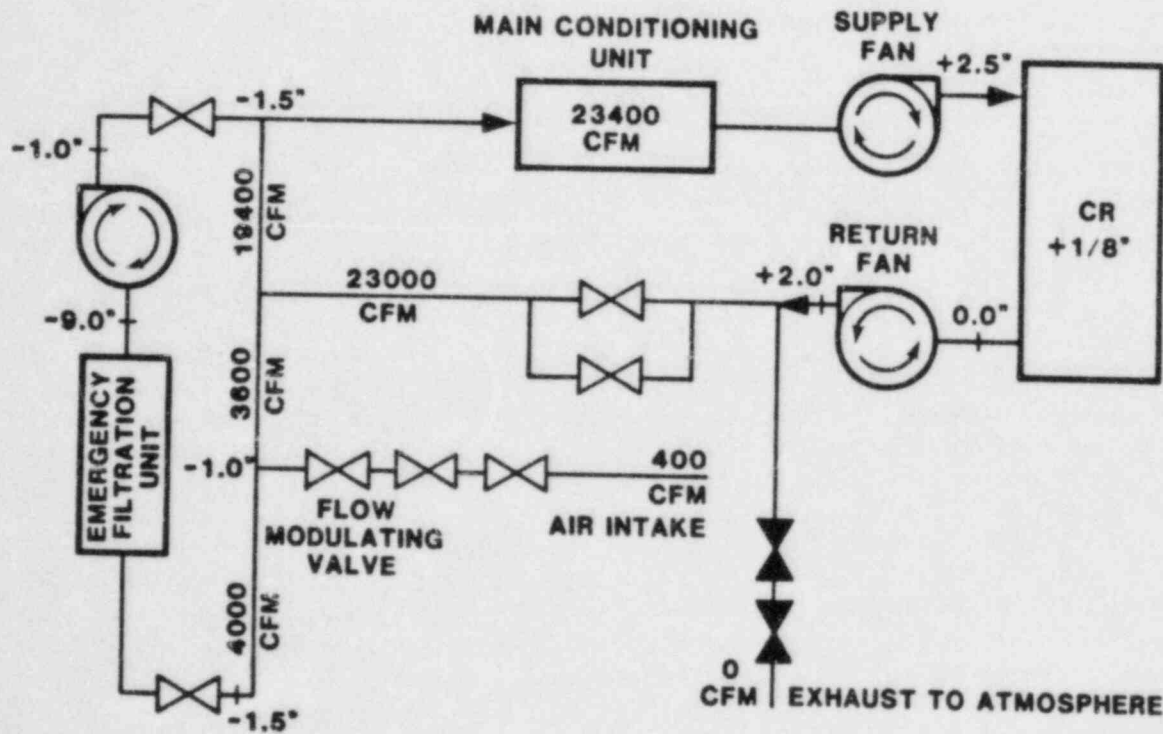 MAIN CONDITIONING
UNIT
SUPPLY
FAN
+2.5"
-1.5"
23400
CFM
-1.0"
19400
CFM
CR
+1/8"
RETURN
FAN
+2.0"
23000
CFM
0.0"
-9.0"
3600
CFM
EMERGENCY
FILTRATION
UNIT
-1.0"
400
CFM
AIR INTAKE
FLOW
MODULATING
VALVE
4000
CFM
-1.5"
0
CFM
EXHAUST TO ATMOSPHERE